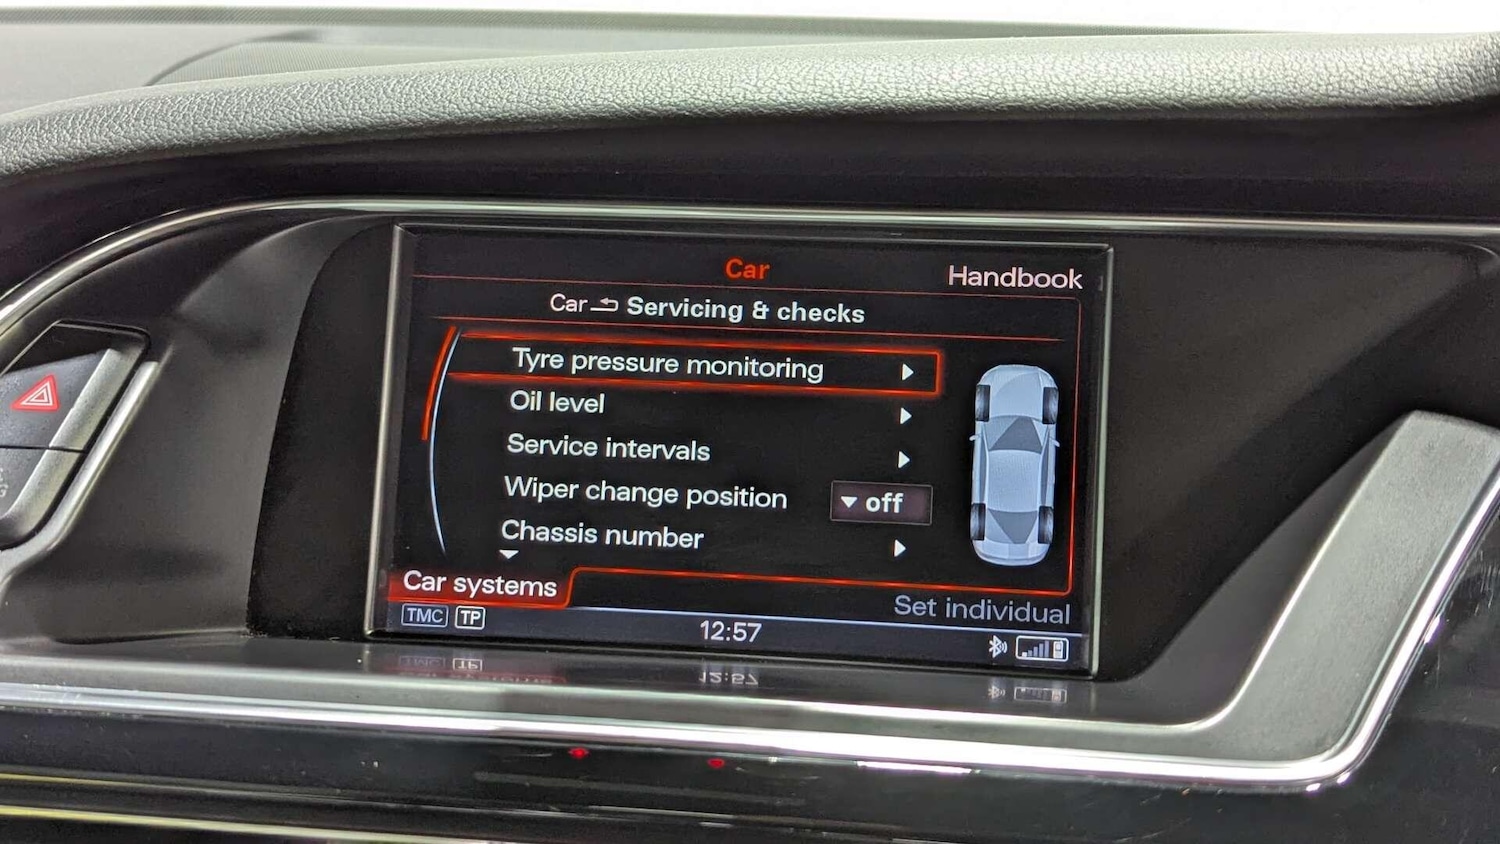 Car
Handbook
Car Servicing & checks
Tyre pressure monitoring
Oil level
Service intervals
Wiper change position off
Chassis number
Car systems
Set individual
TMC TP
12:57